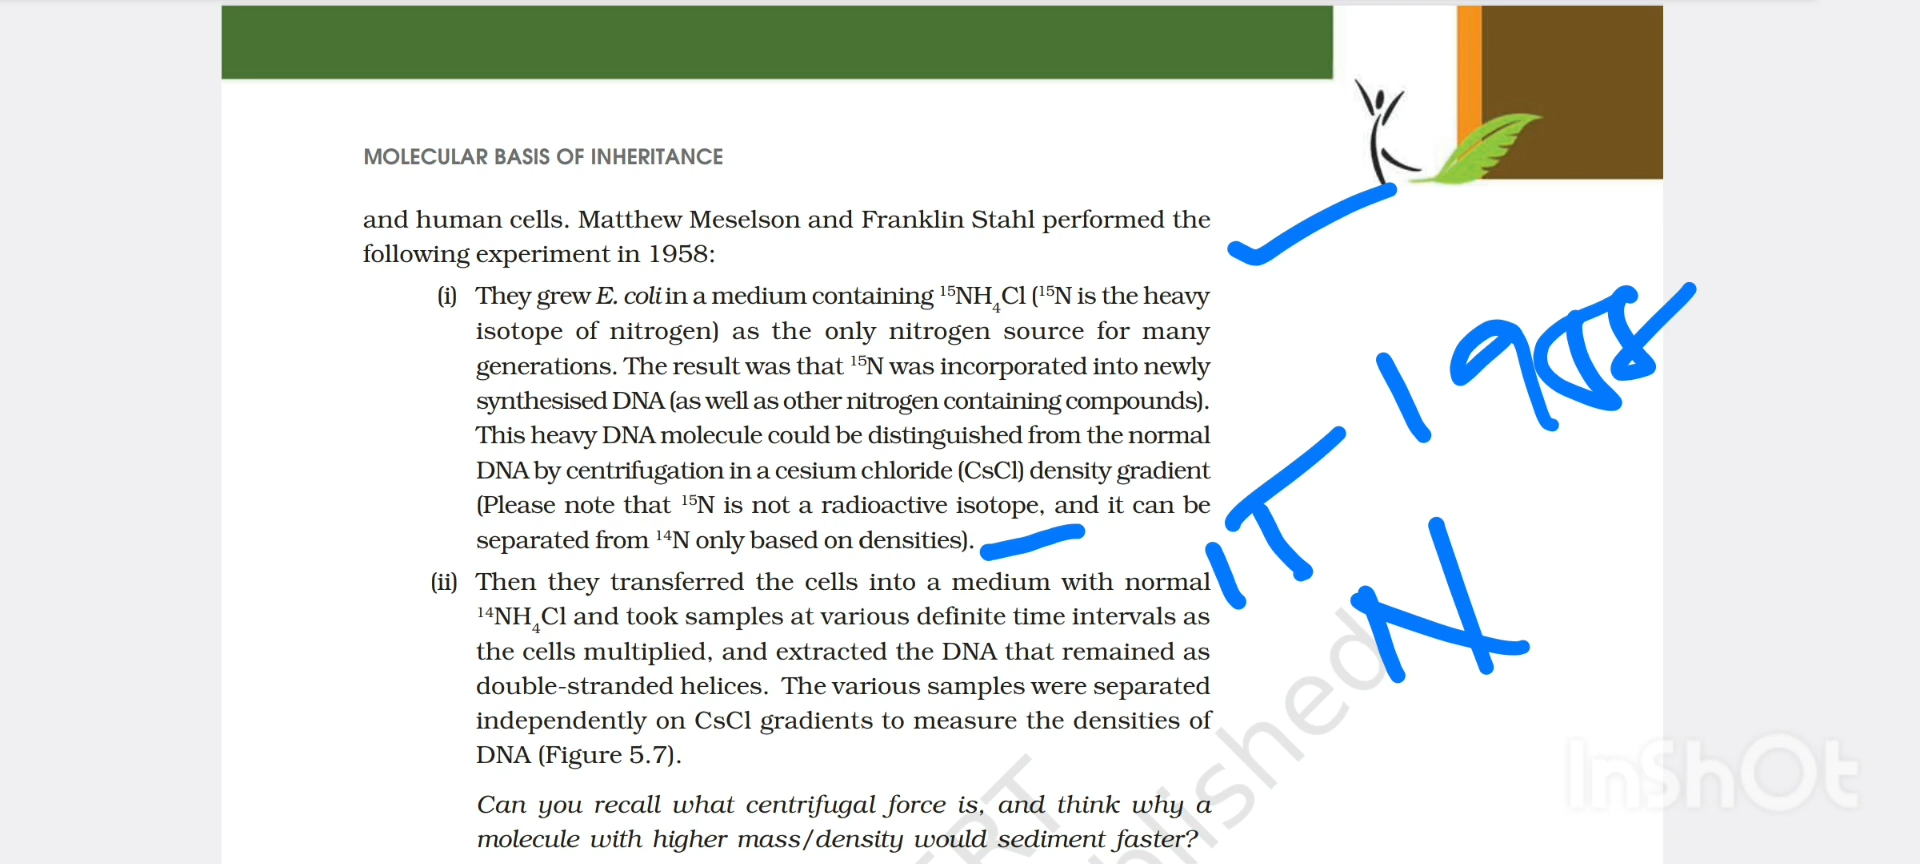 MOLECULAR BASIS OF INHERITANCE
and human cells. Matthew Meselson and Franklin Stahl performed the
following experiment in 1958:
(i) They grew E. coli in a medium containing ¹⁵NH₄Cl (¹⁵N is the heavy
isotope of nitrogen) as the only nitrogen source for many
generations. The result was that ¹⁵N was incorporated into newly
synthesised DNA (as well as other nitrogen containing compounds).
This heavy DNA molecule could be distinguished from the normal
DNA by centrifugation in a cesium chloride (CsCl) density gradient
(Please note that ¹⁵N is not a radioactive isotope, and it can be
separated from ¹⁴N only based on densities).
(ii) Then they transferred the cells into a medium with normal
¹⁴NH₄Cl and took samples at various definite time intervals as
the cells multiplied, and extracted the DNA that remained as
double-stranded helices. The various samples were separated
independently on CsCl gradients to measure the densities of
DNA (Figure 5.7).
Can you recall what centrifugal force is, and think why a
molecule with higher mass/density would sediment faster?
N
InShOt